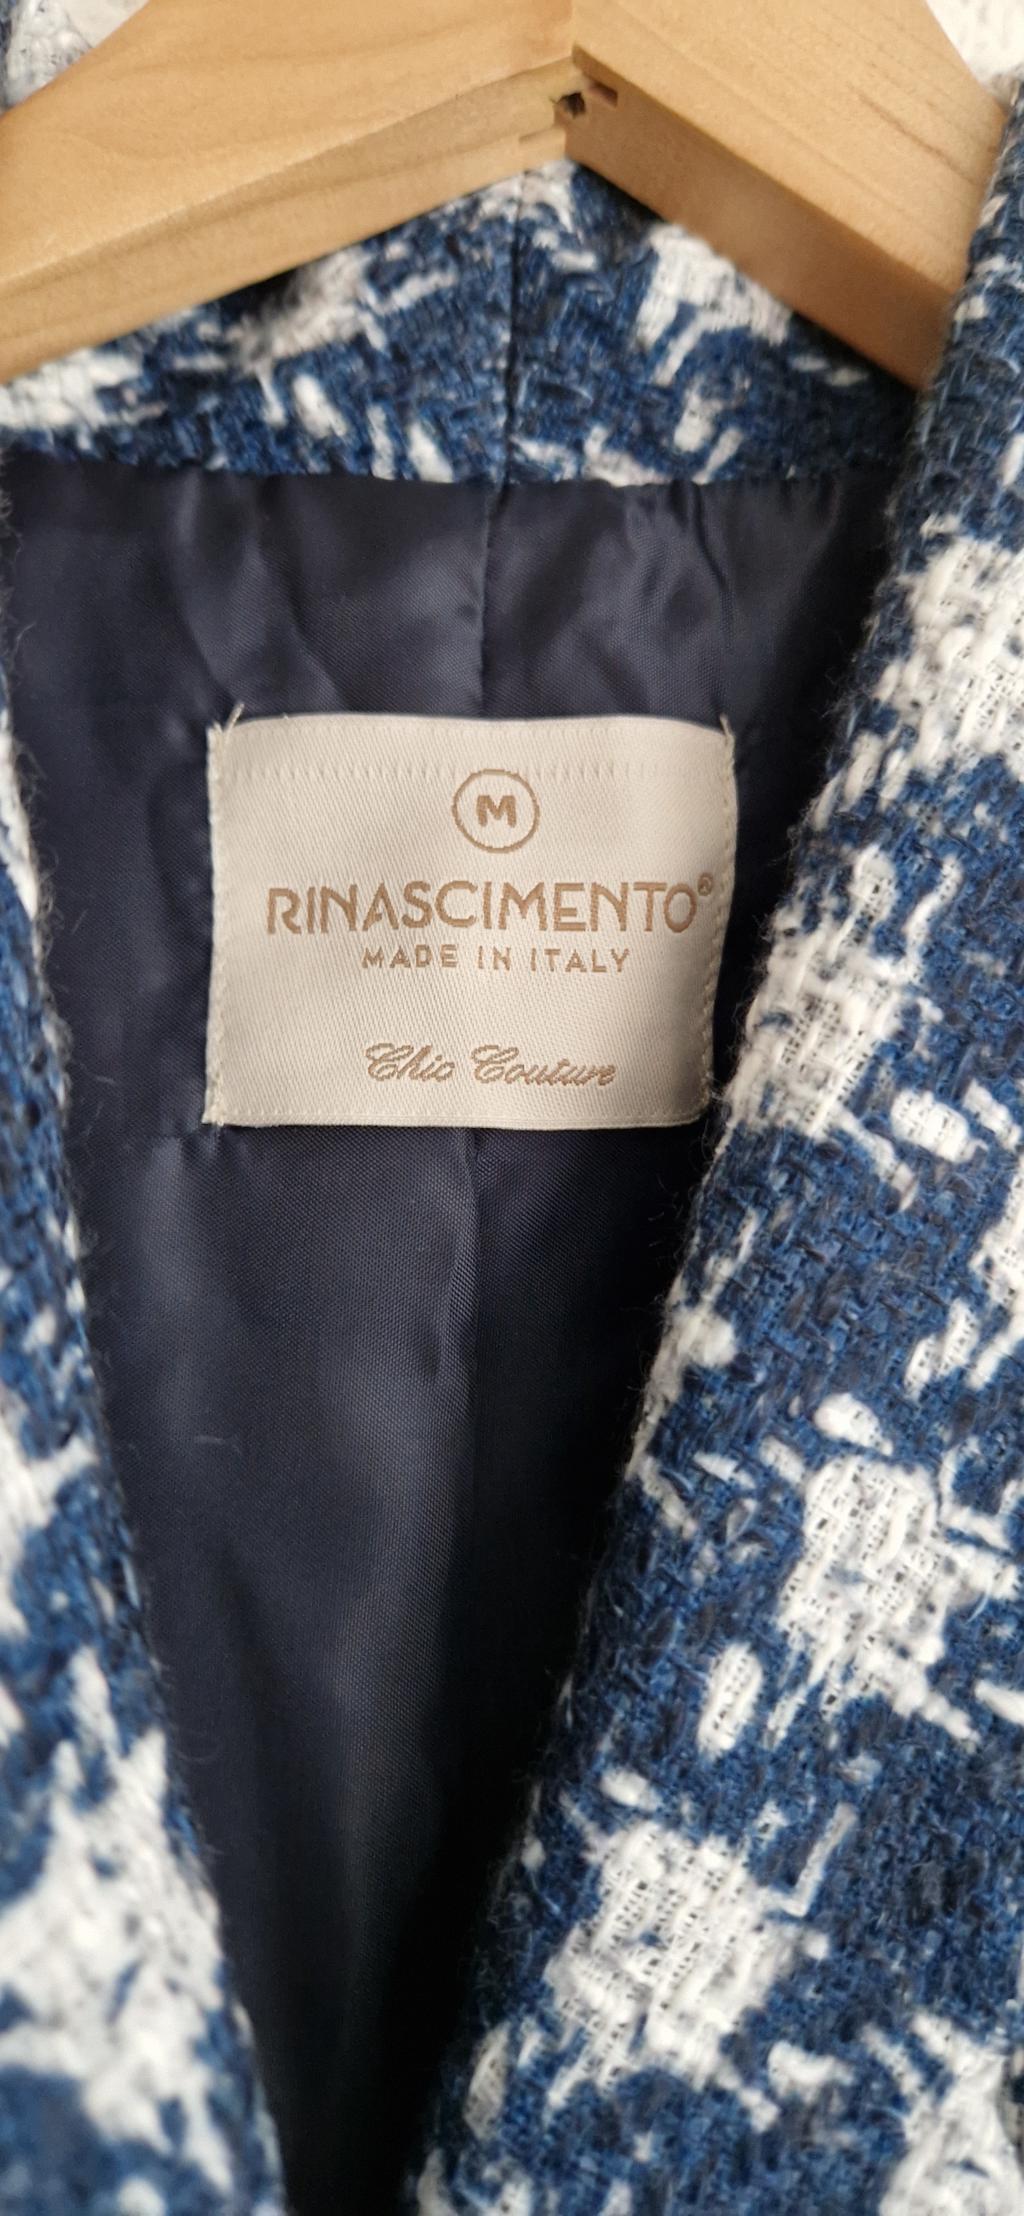 M
RINASCIMENTO®
MADE IN ITALY
Chic Couture